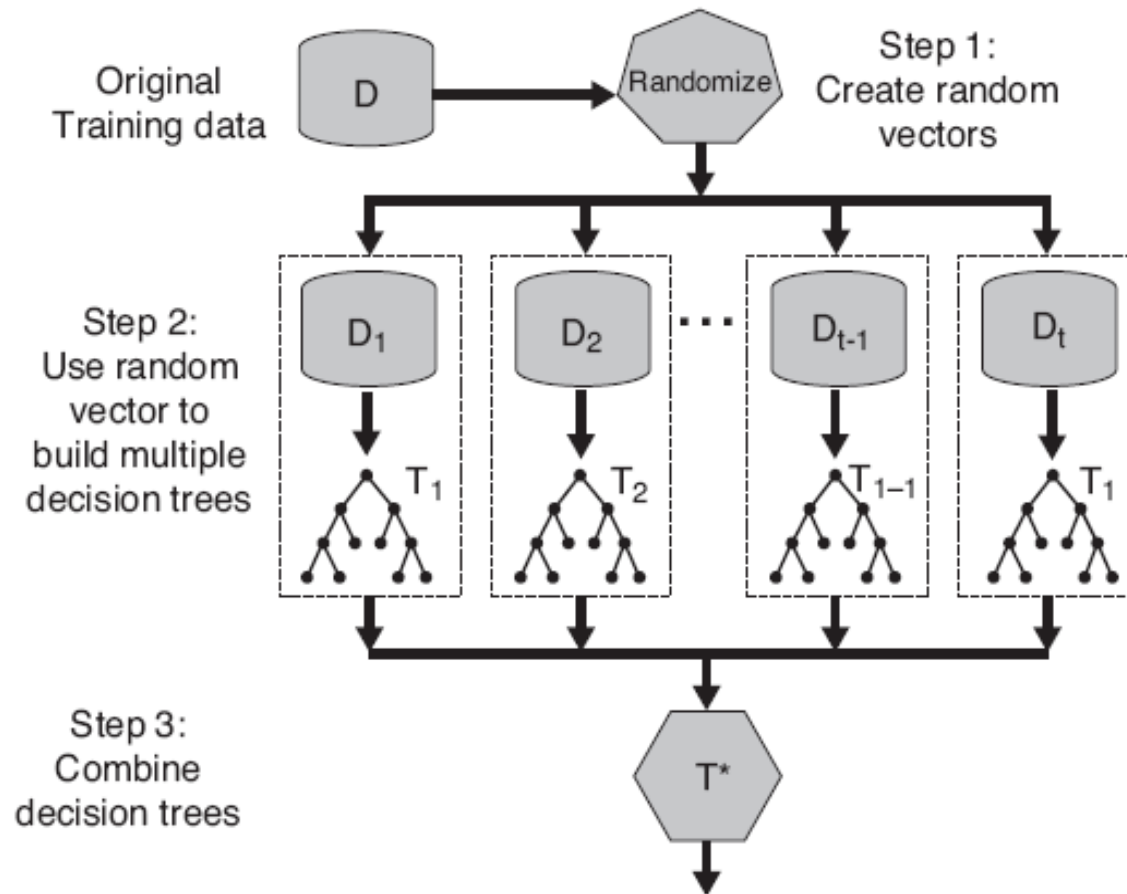 Original
Training data
D
Randomize
Step 1:
Create random
vectors
Step 2:
Use random
vector to
build multiple
decision trees
D₁
D₂
...
Dₜ₋₁
Dₜ
T₁
T₂
T₁₋₁
T₁
Step 3:
Combine
decision trees
T*